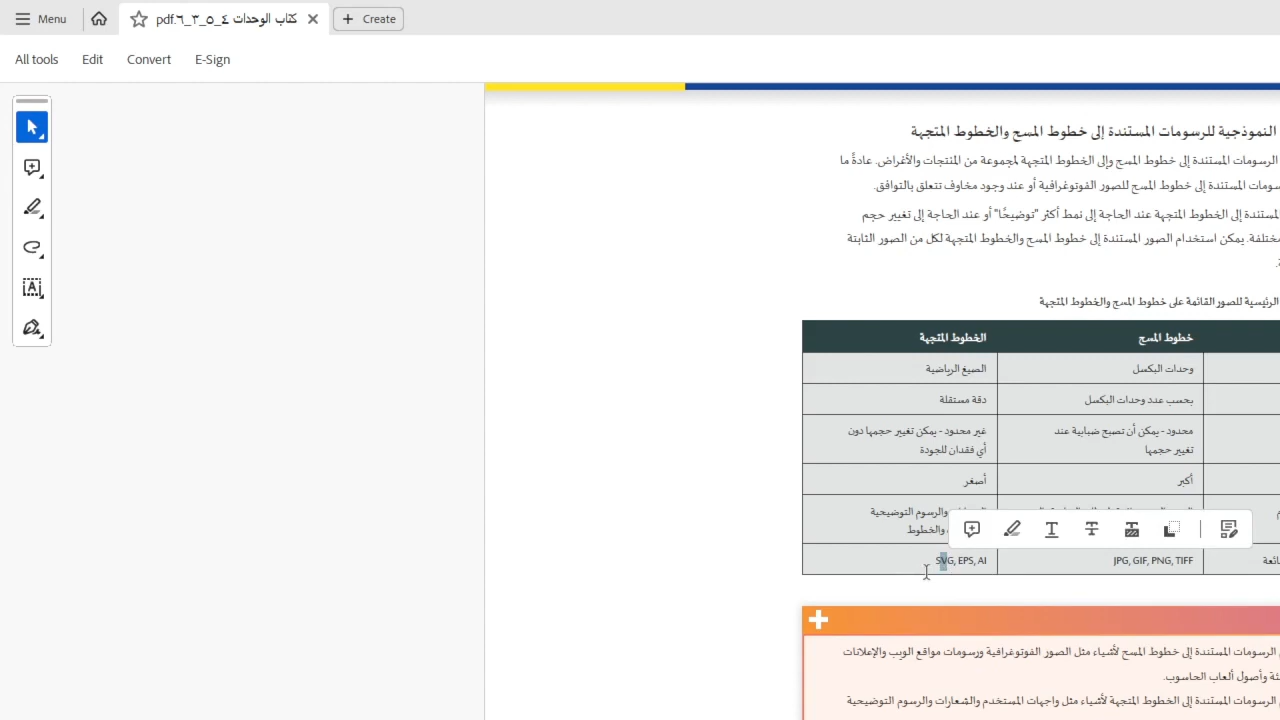 Menu
كتاب الوحدات ٤_٥_٣_٦.pdf
Create
All tools
Edit
Convert
E-Sign
النموذجية للرسومات المستندة إلى خطوط المسح والخطوط المتجهة
الرسومات المستندة إلى خطوط المسح وإلى الخطوط المتجهة لمجموعة من المنتجات والأغراض. عادةً ما
سومات المستندة إلى خطوط المسح للصور الفوتوغرافية أو عند وجود مخاوف تتعلق بالتوافق.
ستندة إلى الخطوط المتجهة عند الحاجة إلى نمط أكثر "توضيحًا" أو عند الحاجة إلى تغيير حجم
مختلفة. يمكن استخدام الصور المستندة إلى خطوط المسح والخطوط المتجهة لكل من الصور الثابتة
الرئيسية للصور القائمة على خطوط المسح والخطوط المتجهة
خطوط المسح
الخطوط المتجهة
وحدات البكسل
الصيغ الرياضية
بحسب عدد وحدات البكسل
دقة مستقلة
محدود - يمكن أن تصبح ضبابية عند
تغيير حجمها
غير محدود - يمكن تغيير حجمها دون
أي فقدان للجودة
أكبر
أصغر
والرسوم التوضيحية
والخطوط
ائعة
JPG, GIF, PNG, TIFF
SVG, EPS, AI
م الرسومات المستندة إلى خطوط المسح لأشياء مثل الصور الفوتوغرافية ورسومات مواقع الويب والإعلانات
ئة وأصول ألعاب الحاسوب.
م الرسومات المستندة إلى الخطوط المتجهة لأشياء مثل واجهات المستخدم والشعارات والرسوم التوضيحية